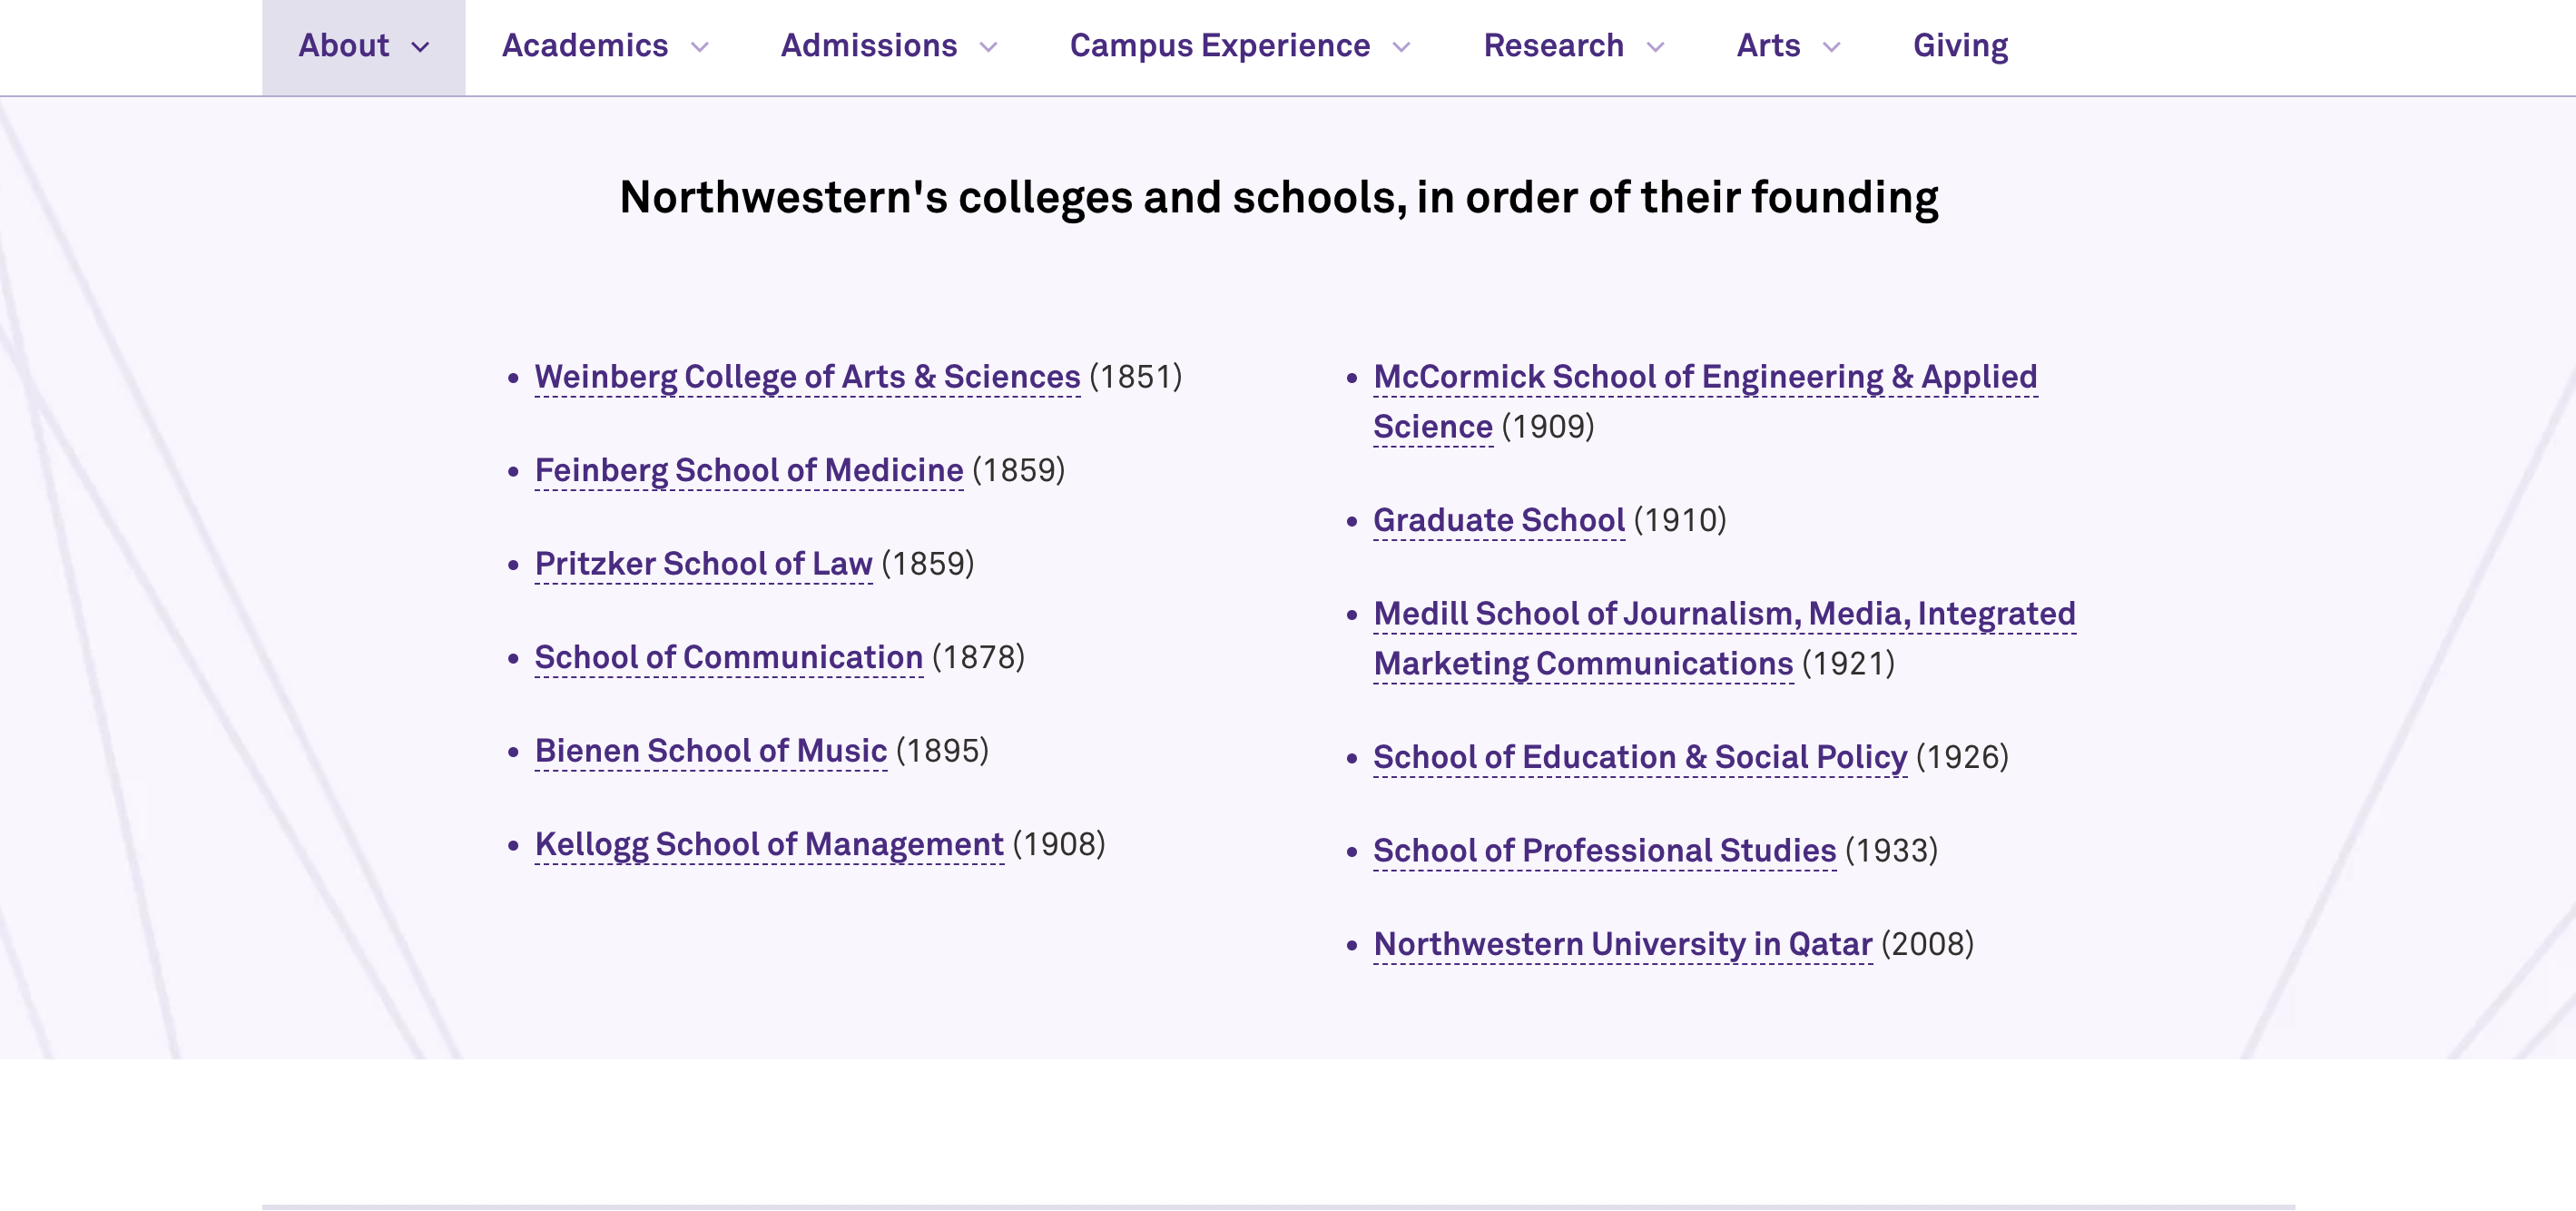 About Academics Admissions Campus Experience Research Arts Giving
Northwestern's colleges and schools, in order of their founding
Weinberg College of Arts & Sciences (1851)
Feinberg School of Medicine (1859)
Pritzker School of Law (1859)
School of Communication (1878)
Bienen School of Music (1895)
Kellogg School of Management (1908)
McCormick School of Engineering & Applied
Science (1909)
Graduate School (1910)
Medill School of Journalism, Media, Integrated
Marketing Communications (1921)
School of Education & Social Policy (1926)
School of Professional Studies (1933)
Northwestern University in Qatar (2008)